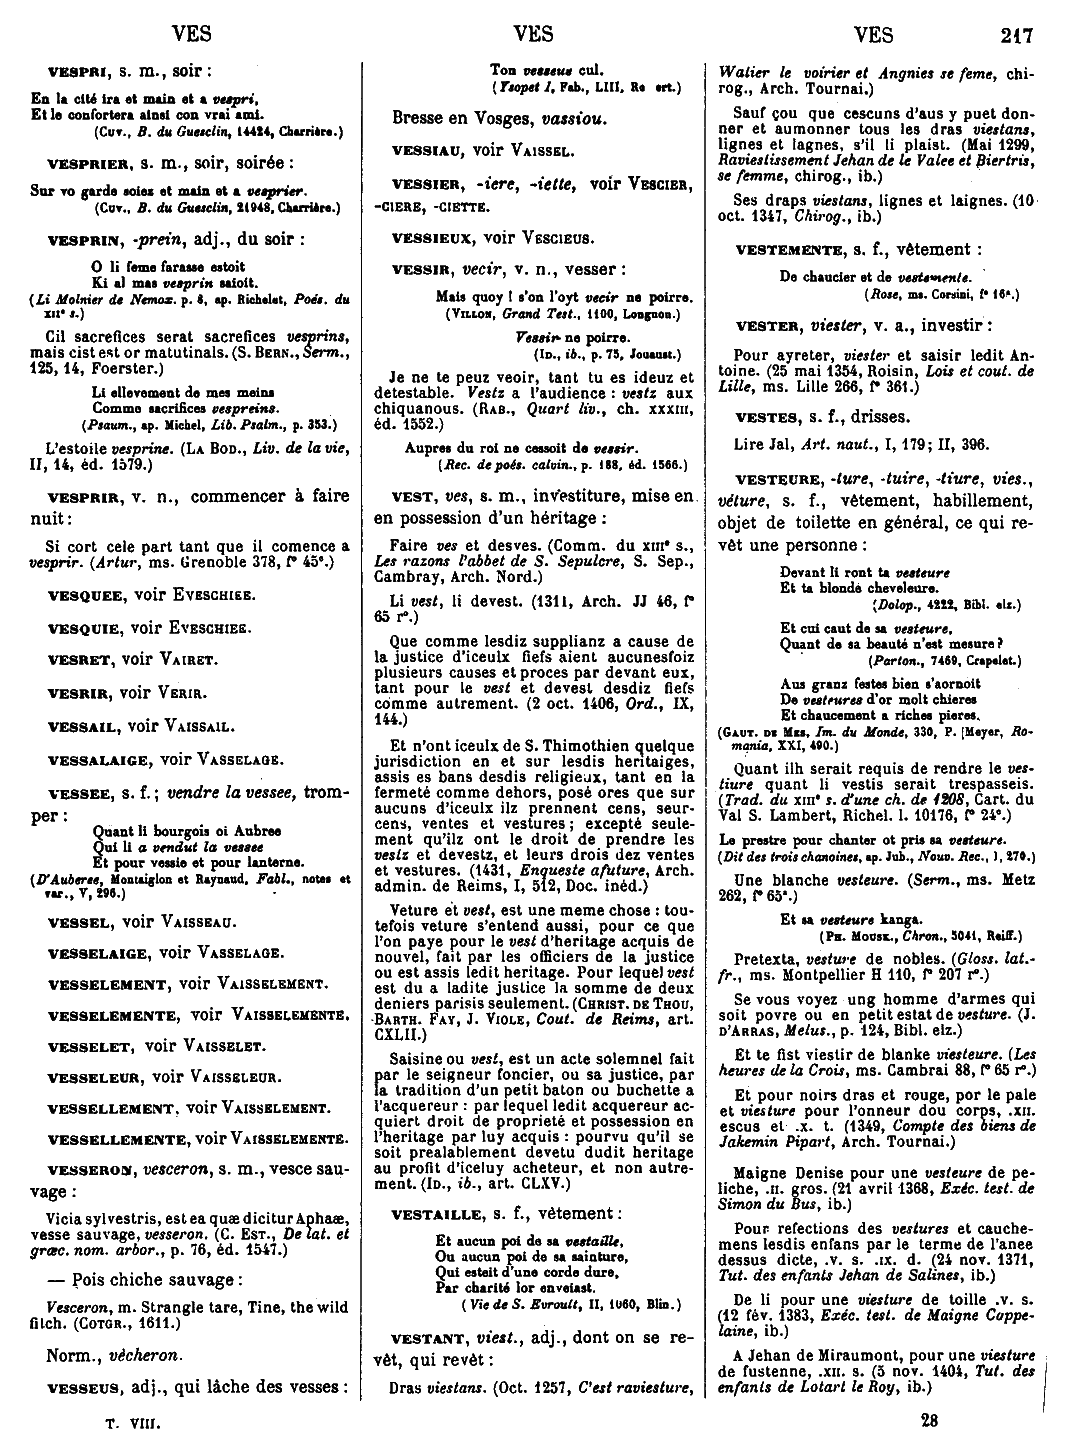 VES
VES
VES
217
VESPRI, s. m., soir :
En la cité ira et main et a vespri,
Et le confortera ainsi con vrai ami.
(Cuv., B. du Guesclin, 14424, Charrière.)
VESPRIER, s. m., soir, soirée :
Sur vo garde soiez et main et a vesprier.
(Cuv., B. du Guesclin, 21948, Charrière.)
VESPRIN, -prein, adj., du soir :
O li feme farasse estoit
Ki al mas vesprin saloit.
(Li Molnier de Nemox. p. 8, ap. Richelet, Poés. du
XIIe s.)
Cil sacrefices serat sacrefices vesprins,
mais cist est or matutinals. (S. BERN., Serm.,
125, 14, Foerster.)
Li ellevement de mes meins
Comme sacrifices vespreins.
(Psaum., ap. Michel, Lib. Psalm., p. 353.)
L'estoile vesprine. (LA BOD., Liv. de la vie,
II, 14, éd. 1579.)
VESPRIR, v. n., commencer à faire
nuit :
Si cort cele part tant que il comence a
vesprir. (Artur, ms. Grenoble 378, f° 45c.)
VESQUEE, voir EVESCHIEE.
VESQUIE, voir EVESCHIEE.
VESRET, voir VAIRET.
VESRIR, voir VERIR.
VESSAIL, voir VAISSAIL.
VESSALAIGE, voir VASSELAGE.
VESSEE, s. f. ; vendre la vessee, trom-
per :
Quant li bourgois oi Aubree
Qui li a vendut la vessee
Et pour vessie et pour lanterne.
(D'Auberee, Montaiglon et Raynaud, Fabl., notes et
var., V, 296.)
VESSEL, voir VAISSEAU.
VESSELAIGE, voir VASSELAGE.
VESSELEMENT, voir VAISSELEMENT.
VESSELEMENTE, voir VAISSELEMENTE.
VESSELET, voir VAISSELET.
VESSELEUR, voir VAISSELEUR.
VESSELLEMENT, voir VAISSELEMENT.
VESSELLEMENTE, voir VAISSELEMENTE.
VESSERON, vesceron, s. m., vesce sau-
vage :
Vicia sylvestris, est ea quæ dicitur Aphaæ,
vesse sauvage, vesseron. (C. EST., De lat. et
græc. nom. arbor., p. 76, éd. 1547.)
— Pois chiche sauvage :
Vesceron, m. Strangle tare, Tine, the wild
filch. (COTGR., 1611.)
Norm., vècheron.
VESSEUS, adj., qui lâche des vesses :
T. VIII.
Ton vesseus cul.
(Ysopet I, Fab., LIII, Robert.)
Bresse en Vosges, vassiou.
VESSIAU, voir VAISSEL.
VESSIER, -iere, -iette, voir VESCIER,
-CIERE, -CIETTE.
VESSIEUX, voir VESCIEUS.
VESSIR, vecir, v. n., vesser :
Mais quoy ! s'on l'oyt vecir ne poirre.
(VILLON, Grand Test., 1100, Longnon.)
Vessir ne poirre.
(ID., ib., p. 75, Jouaust.)
Je ne te peuz veoir, tant tu es ideuz et
detestable. Vestz a l'audience : vestz aux
chiquanous. (RAB., Quart liv., ch. XXXIII,
éd. 1552.)
Aupres du roi ne cessoit de vessir.
(Rec. de poés. calvin., p. 188, éd. 1566.)
VEST, ves, s. m., investiture, mise en
en possession d'un héritage :
Faire ves et desves. (Comm. du XIIIe s.,
Les razons l'abbet de S. Sepulcre, S. Sep.,
Cambray, Arch. Nord.)
Li vest, li devest. (1311, Arch. JJ 46, f°
65 r°.)
Que comme lesdiz supplianz a cause de
la justice d'iceulx fiefs aient aucunesfoiz
plusieurs causes et proces par devant eux,
tant pour le vest et devest desdiz fiefs
comme autrement. (2 oct. 1406, Ord., IX,
144.)
Et n'ont iceulx de S. Thimothien quelque
jurisdiction en et sur lesdis heritaiges,
assis es bans desdis religieux, tant en la
fermeté comme dehors, posé ores que sur
aucuns d'iceulx ilz prennent cens, seur-
cens, ventes et vestures ; excepté seule-
ment qu'ilz ont le droit de prendre les
vestz et devestz, et leurs drois dez ventes
et vestures. (1431, Enqueste afuture, Arch.
admin. de Reims, I, 512, Doc. inéd.)
Veture et vest, est une meme chose : tou-
tefois veture s'entend aussi, pour ce que
l'on paye pour le vest d'heritage acquis de
nouvel, fait par les officiers de la justice
ou est assis ledit heritage. Pour lequel vest
est du a ladite justice la somme de deux
deniers parisis seulement. (CHRIST. DE THOU,
BARTH. FAY, J. VIOLE, Cout. de Reims, art.
CXLII.)
Saisine ou vest, est un acte solemnel fait
par le seigneur foncier, ou sa justice, par
la tradition d'un petit baton ou buchette a
l'acquereur : par lequel ledit acquereur ac-
quiert droit de proprieté et possession en
l'heritage par luy acquis : pourvu qu'il se
soit prealablement devetu dudit heritage
au profit d'iceluy acheteur, et non autre-
ment. (ID., ib., art. CLXV.)
VESTAILLE, s. f., vêtement :
Et aucun poi de sa vestaille,
Ou aucun poi de sa sainture,
Qui esteit d'une corde dure,
Par charité lor enveiast.
(Vie de S. Evroult, II, 1060, Blin.)
VESTANT, viest., adj., dont on se re-
vêt, qui revêt :
Dras viestans. (Oct. 1257, C'est raviesture,
Watier le voirier et Angnies se feme, chi-
rog., Arch. Tournai.)
Sauf çou que cescuns d'aus y puet don-
ner et aumonner tous les dras viestans,
lignes et lagnes, s'il li plaist. (Mai 1299,
Raviestissement Jehan de le Valee et Biertris,
se femme, chirog., ib.)
Ses draps viestans, lignes et laignes. (10
oct. 1347, Chirog., ib.)
VESTEMENTE, s. f., vêtement :
De chaucier et de vestemente.
(Rose, ms. Corsini, f° 16a.)
VESTER, viester, v. a., investir :
Pour ayreter, viester et saisir ledit An-
toine. (25 mai 1354, Roisin, Lois et cout. de
Lille, ms. Lille 266, f° 361.)
VESTES, s. f., drisses.
Lire Jal, Art. naut., I, 179 ; II, 396.
VESTEURE, -ture, -tuire, -tiure, vies.,
véture, s. f., vêtement, habillement,
objet de toilette en général, ce qui re-
vêt une personne :
Devant li ront ta vesteure
Et ta blonde cheveleure.
(Dolop., 4222, Bibl. elz.)
Et cui caut de sa vesteure,
Quant de sa beauté n'est mesure ?
(Parton., 7469, Crapelet.)
Aus granz festes bien s'aornoit
De vesteures d'or molt chieres
Et chaucement a riches pieres.
(GAUT. DE MES, Im. du Monde, 330, P. [Meyer, Ro-
mania, XXI, 490.)
Quant ilh serait requis de rendre le ves-
tiure quant li vestis serait trespasseis.
(Trad. du XIIIe s. d'une ch. de 1208, Cart. du
Val S. Lambert, Richel. l. 10176, f° 24c.)
Le prestre pour chanter ot pris sa vesteure.
(Dit des trois chanoines, ap. Jub., Nouv. Rec., I, 270.)
Une blanche vesteure. (Serm., ms. Metz
262, f° 65a.)
Et sa vesteure kanga.
(PH. MOUSK., Chron., 5041, Reiff.)
Pretexta, vesture de nobles. (Gloss. lat.-
fr., ms. Montpellier H 110, f° 207 r°.)
Se vous voyez ung homme d'armes qui
soit povre ou en petit estat de vesture. (J.
D'ARRAS, Melus., p. 124, Bibl. elz.)
Et te fist viestir de blanke viesteure. (Les
heures de la Crois, ms. Cambrai 88, f° 65 r°.)
Et pour noirs dras et rouge, por le pale
et viesture pour l'onneur dou corps, .XII.
escus et .X. t. (1349, Compte des biens de
Jakemin Pipart, Arch. Tournai.)
Maigne Denise pour une vesteure de pe-
liche, .II. gros. (21 avril 1368, Exéc. test. de
Simon du Bus, ib.)
Pour refections des vestures et cauche-
mens lesdis enfans par le terme de l'anee
dessus dicte, .V. s. .IX. d. (24 nov. 1371,
Tut. des enfants Jehan de Salines, ib.)
De li pour une viesture de toille .V. s.
(12 fév. 1383, Exéc. test. de Maigne Cappe-
laine, ib.)
A Jehan de Miraumont, pour une viesture
de fustenne, .XII. s. (5 nov. 1404, Tut. des
enfants de Lotart le Roy, ib.)
28